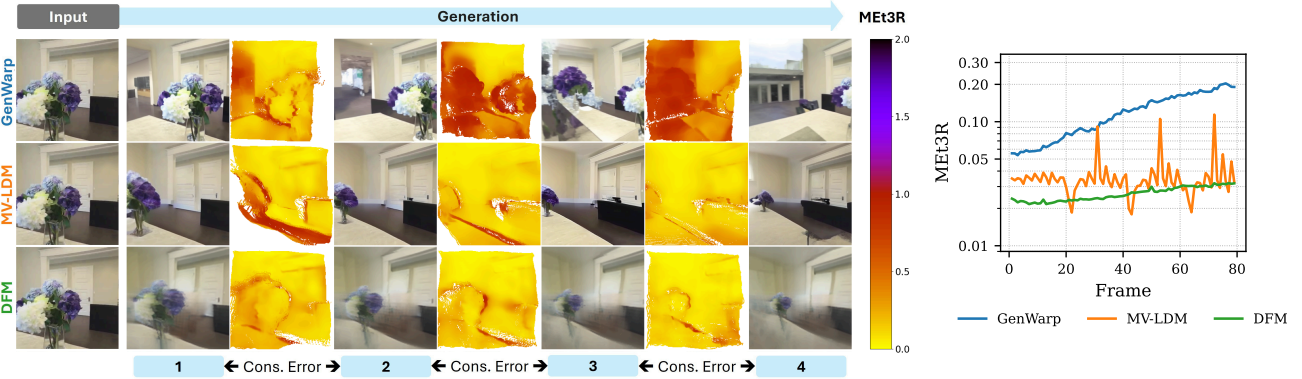 Input
Generation
MEt3R
GenWarp
MV-LDM
DFM
2.0
1.5
1.0
0.5
0.0
1
Cons. Error
2
Cons. Error
3
Cons. Error
4
MEt3R
0.30
0.20
0.10
0.05
0.01
0
20
40
60
80
Frame
GenWarp
MV-LDM
DFM